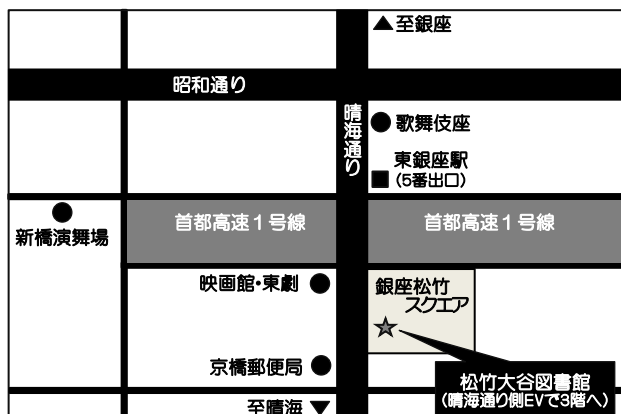 ▲至銀座
昭和通り
晴海通り
●歌舞伎座
東銀座駅
■(5番出口)
●
新橋演舞場
首都高速1号線
首都高速1号線
映画館・東劇●
銀座松竹
スクエア
★
京橋郵便局●
松竹大谷図書館
(晴海通り側EVで3階へ)
至晴海▼